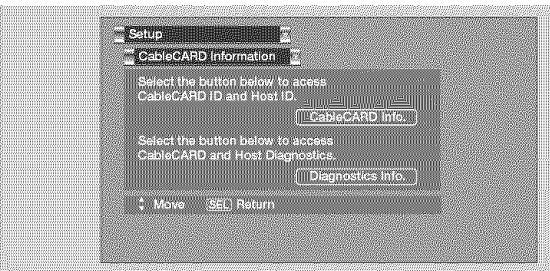 Setup
CableCARD Information
Select the button below to acess
CableCARD ID and Host ID.
CableCARD Info.
Select the button below to access
CableCARD and Host Diagnostics.
Diagnostics Info.
Move SEL Return